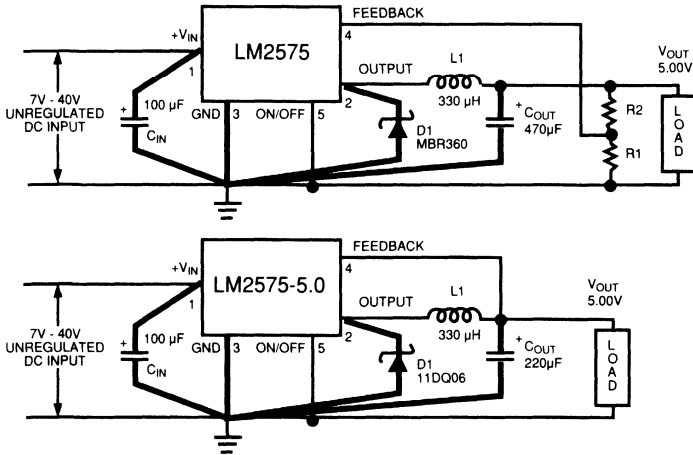 FEEDBACK
+VIN
LM2575
4
L1
VOUT
5.00V
OUTPUT
1
7V - 40V
UNREGULATED
DC INPUT
+
100 µF
CIN
GND
3
ON/OFF
5
2
330 µH
D1
MBR360
+
COUT
470µF
R2
R1
LOAD
FEEDBACK
+VIN
LM2575-5.0
4
L1
VOUT
5.00V
OUTPUT
1
7V - 40V
UNREGULATED
DC INPUT
+
100 µF
CIN
GND
3
ON/OFF
5
2
330 µH
D1
11DQ06
+
COUT
220µF
LOAD